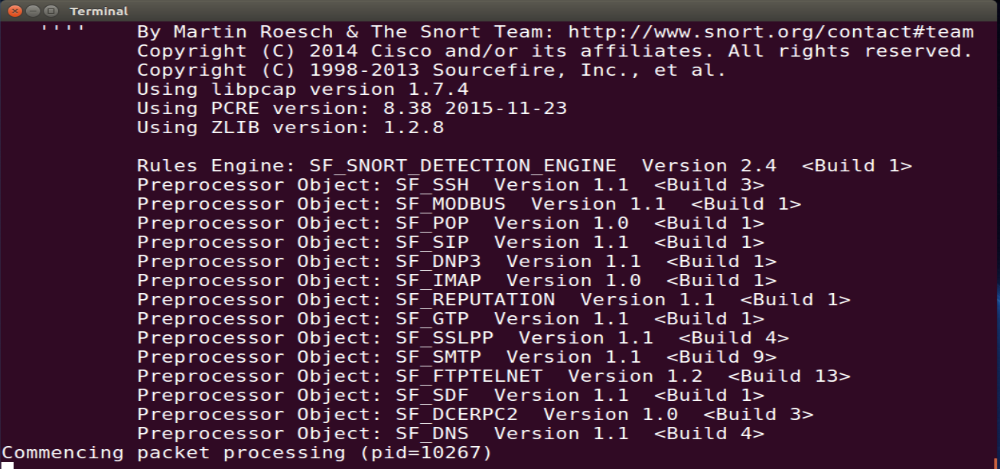 Terminal
'''' By Martin Roesch & The Snort Team: http://www.snort.org/contact#team
Copyright (C) 2014 Cisco and/or its affiliates. All rights reserved.
Copyright (C) 1998-2013 Sourcefire, Inc., et al.
Using libpcap version 1.7.4
Using PCRE version: 8.38 2015-11-23
Using ZLIB version: 1.2.8
Rules Engine: SF_SNORT_DETECTION_ENGINE Version 2.4 <Build 1>
Preprocessor Object: SF_SSH Version 1.1 <Build 3>
Preprocessor Object: SF_MODBUS Version 1.1 <Build 1>
Preprocessor Object: SF_POP Version 1.0 <Build 1>
Preprocessor Object: SF_SIP Version 1.1 <Build 1>
Preprocessor Object: SF_DNP3 Version 1.1 <Build 1>
Preprocessor Object: SF_IMAP Version 1.0 <Build 1>
Preprocessor Object: SF_REPUTATION Version 1.1 <Build 1>
Preprocessor Object: SF_GTP Version 1.1 <Build 1>
Preprocessor Object: SF_SSLPP Version 1.1 <Build 4>
Preprocessor Object: SF_SMTP Version 1.1 <Build 9>
Preprocessor Object: SF_FTPTELNET Version 1.2 <Build 13>
Preprocessor Object: SF_SDF Version 1.1 <Build 1>
Preprocessor Object: SF_DCERPC2 Version 1.0 <Build 3>
Preprocessor Object: SF_DNS Version 1.1 <Build 4>
Commencing packet processing (pid=10267)